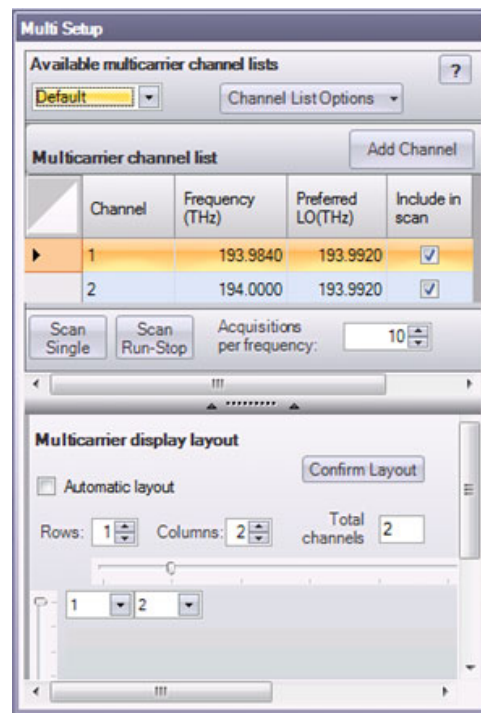 Multi Setup
Available multicarrier channel lists
?
Default
Channel List Options
Multicarrier channel list
Add Channel
Channel Frequency (THz) Preferred LO(THz) Include in scan
1 193.9840 193.9920
2 194.0000 193.9920
Scan Single Scan Run-Stop Acquisitions per frequency: 10
Multicarrier display layout
Confirm Layout
Automatic layout
Rows: 1 Columns: 2 Total channels 2
1 2